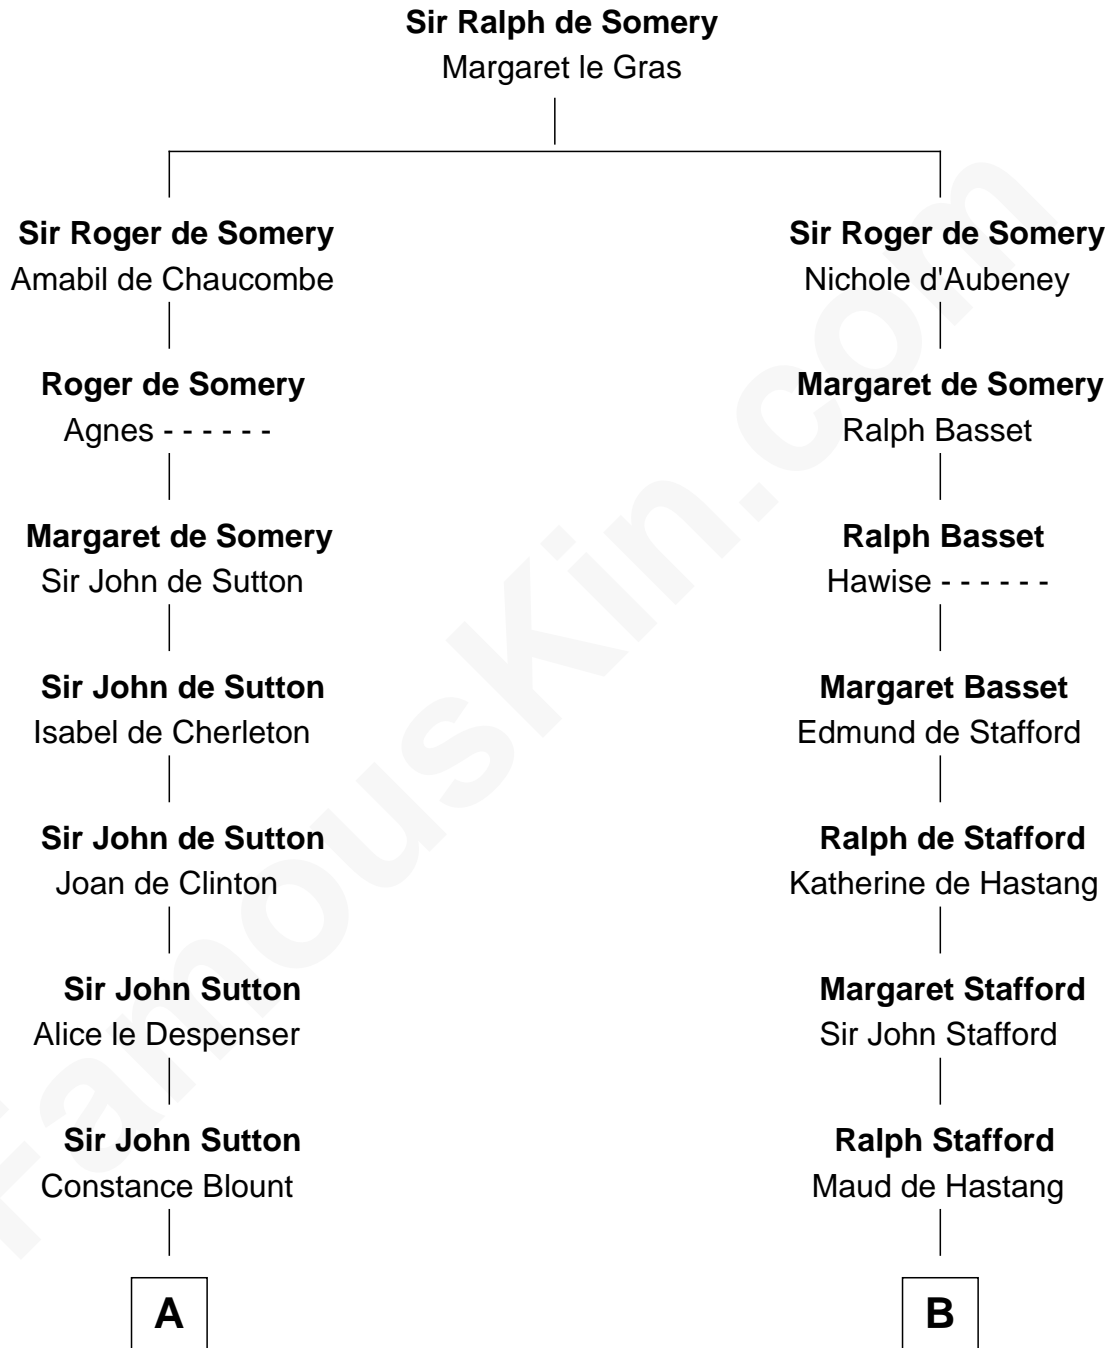 Sir Ralph de Somery
Margaret le Gras
Sir Roger de Somery
Amabil de Chaucombe
Roger de Somery
Agnes - - - - - -
Margaret de Somery
Sir John de Sutton
Sir John de Sutton
Isabel de Cherleton
Sir John de Sutton
Joan de Clinton
Sir John Sutton
Alice le Despenser
Sir John Sutton
Constance Blount
A
Sir Roger de Somery
Nichole d'Aubeney
Margaret de Somery
Ralph Basset
Ralph Basset
Hawise - - - - - -
Margaret Basset
Edmund de Stafford
Ralph de Stafford
Katherine de Hastang
Margaret Stafford
Sir John Stafford
Ralph Stafford
Maud de Hastang
B
FamousKin.com